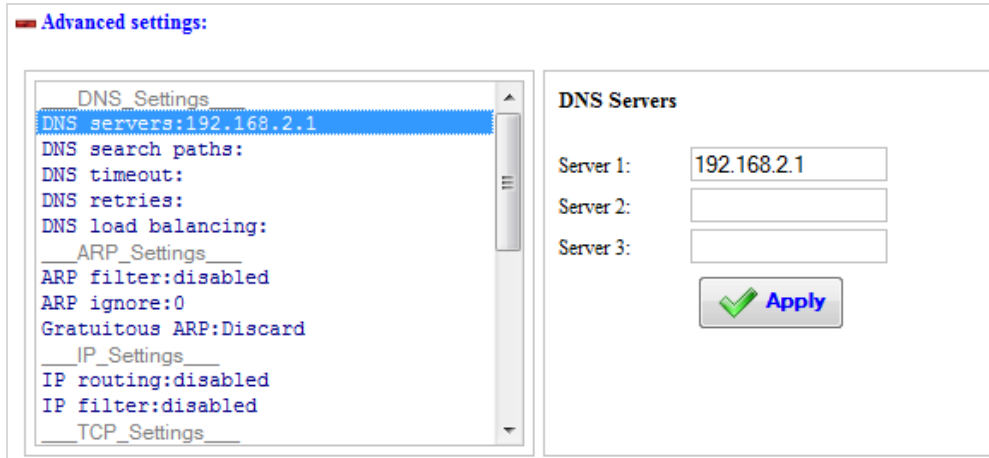 Advanced settings:
___DNS_Settings___
DNS servers:192.168.2.1
DNS search paths:
DNS timeout:
DNS retries:
DNS load balancing:
___ARP_Settings___
ARP filter:disabled
ARP ignore:0
Gratuitous ARP:Discard
___IP_Settings___
IP routing:disabled
IP filter:disabled
___TCP_Settings___
DNS Servers
Server 1: 192.168.2.1
Server 2:
Server 3:
Apply